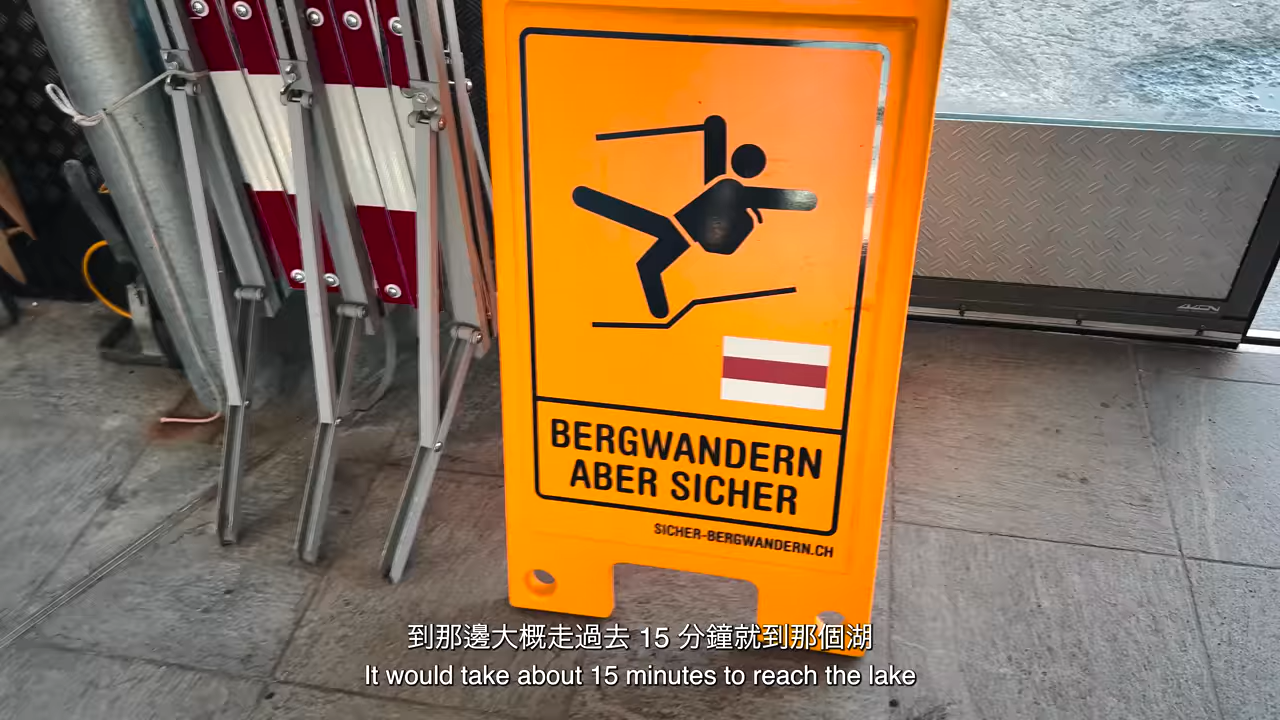 BERGWANDERN
ABER SICHER
SICHER-BERGWANDERN.CH
到那邊大概走過去 15 分鐘就到那個湖
It would take about 15 minutes to reach the lake